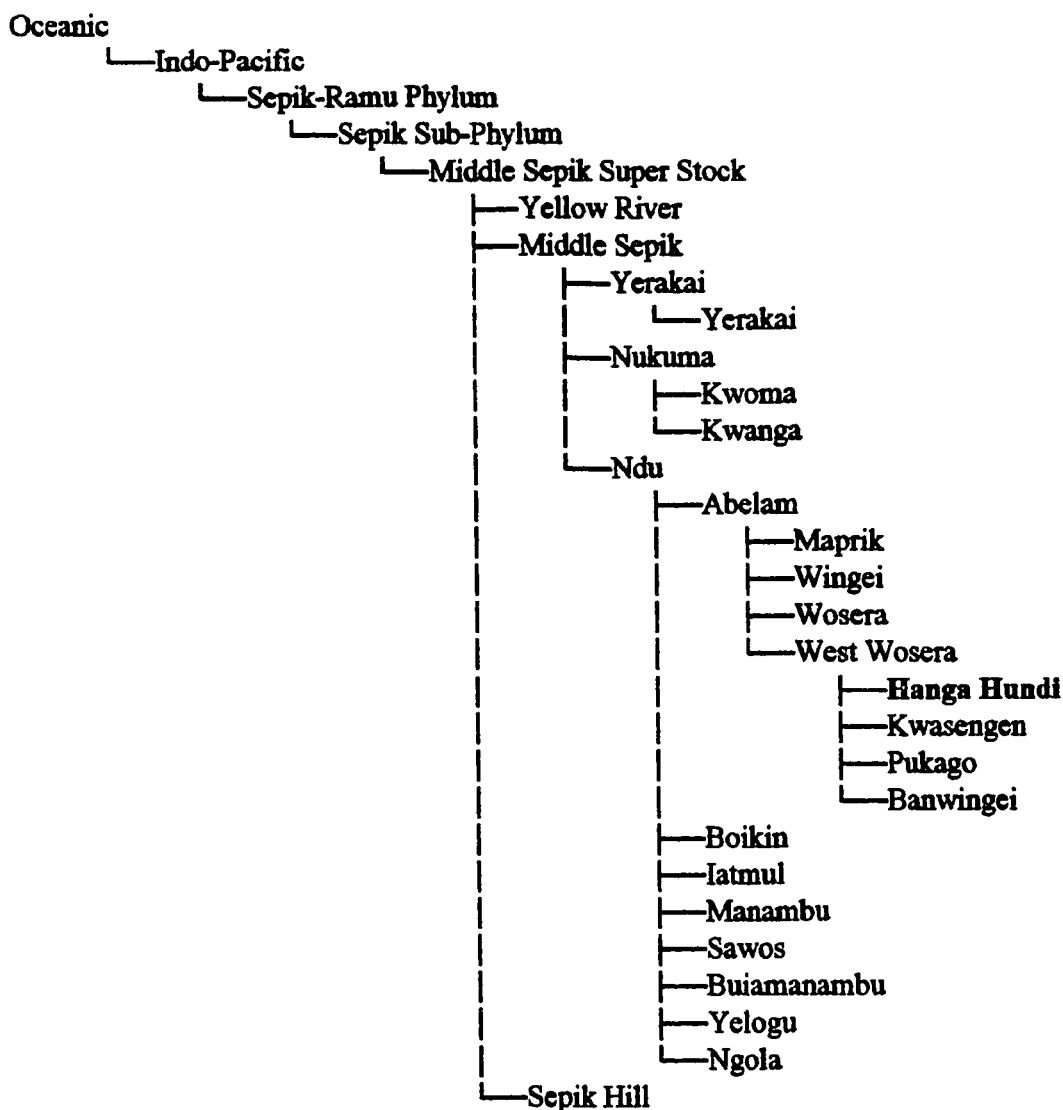 Oceanic
Indo-Pacific
Sepik-Ramu Phylum
Sepik Sub-Phylum
Middle Sepik Super Stock
Yellow River
Middle Sepik
Yerakai
Yerakai
Nukuma
Kwoma
Kwanga
Ndu
Abelam
Maprik
Wingei
Wosera
West Wosera
Hanga Hundi
Kwasengen
Pukago
Banwingei
Boikin
Iatmul
Manambu
Sawos
Buiamanambu
Yelogu
Ngola
Sepik Hill